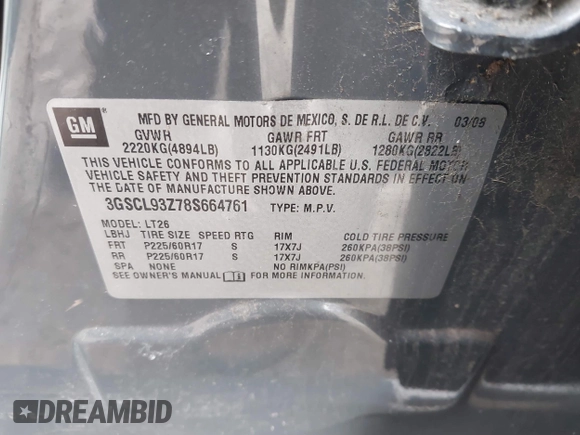 GM
MFD BY GENERAL MOTORS DE MEXICO, S. DE R.L. DE C.V. 03/08
GVWR GAWR FRT GAWR RR
2220KG(4894LB) 1130KG(2491LB) 1280KG(2822LB)
THIS VEHICLE CONFORMS TO ALL APPLICABLE U.S. FEDERAL MOTOR
VEHICLE SAFETY AND THEFT PREVENTION STANDARDS IN EFFECT ON
THE DATE OF MANUFACTURE SHOWN ABOVE.
3GSCL93Z78S664761 TYPE: M.P.V.
MODEL: LT26
LBHJ TIRE SIZE SPEED RTG RIM COLD TIRE PRESSURE
FRT P225/60R17 S 17X7J 260KPA(38PSI)
RR P225/60R17 S 17X7J 260KPA(38PSI)
SPA NONE NO RIMKPA(PSI)
SEE OWNER'S MANUAL FOR MORE INFORMATION.
DREAMBID